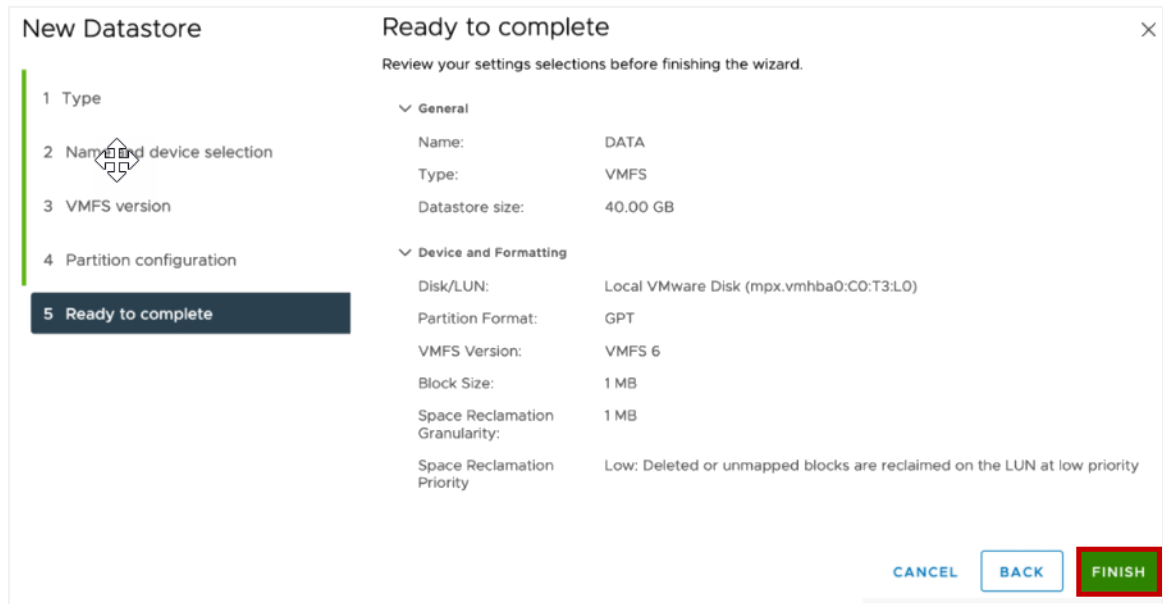 New Datastore
1 Type
2 Name and device selection
3 VMFS version
4 Partition configuration
5 Ready to complete
Ready to complete
Review your settings selections before finishing the wizard.
General
Name: DATA
Type: VMFS
Datastore size: 40.00 GB
Device and Formatting
Disk/LUN: Local VMware Disk (mpx.vmhba0:C0:T3:L0)
Partition Format: GPT
VMFS Version: VMFS 6
Block Size: 1 MB
Space Reclamation 1 MB
Granularity:
Space Reclamation Low: Deleted or unmapped blocks are reclaimed on the LUN at low priority
Priority
CANCEL BACK FINISH